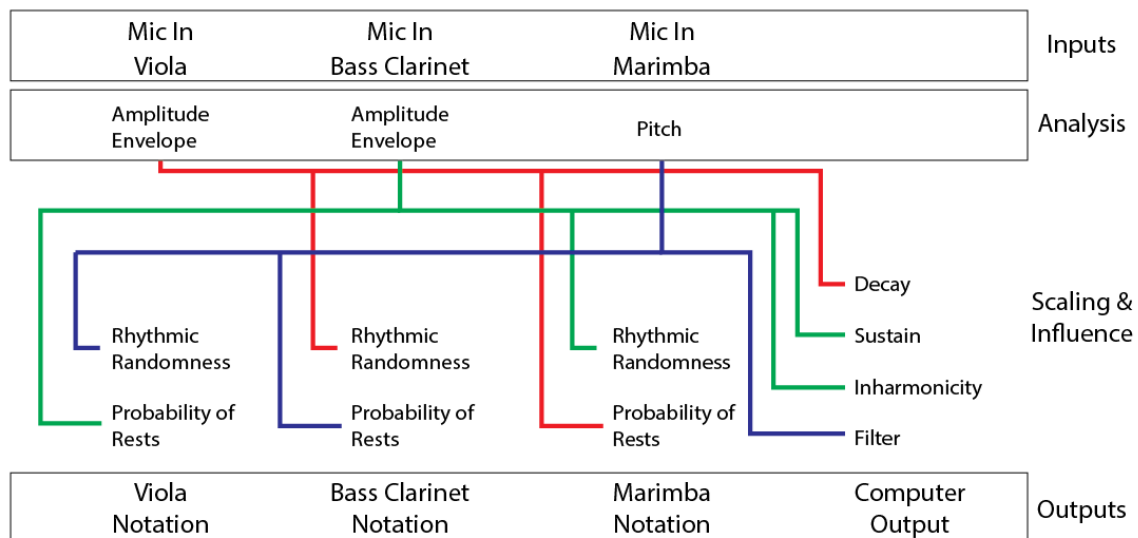 Mic In
Viola
Mic In
Bass Clarinet
Mic In
Marimba
Inputs
Amplitude
Envelope
Amplitude
Envelope
Pitch
Analysis
Decay
Sustain
Inharmonicity
Filter
Scaling &
Influence
Rhythmic
Randomness
Rhythmic
Randomness
Rhythmic
Randomness
Probability of
Rests
Probability of
Rests
Probability of
Rests
Viola
Notation
Bass Clarinet
Notation
Marimba
Notation
Computer
Output
Outputs